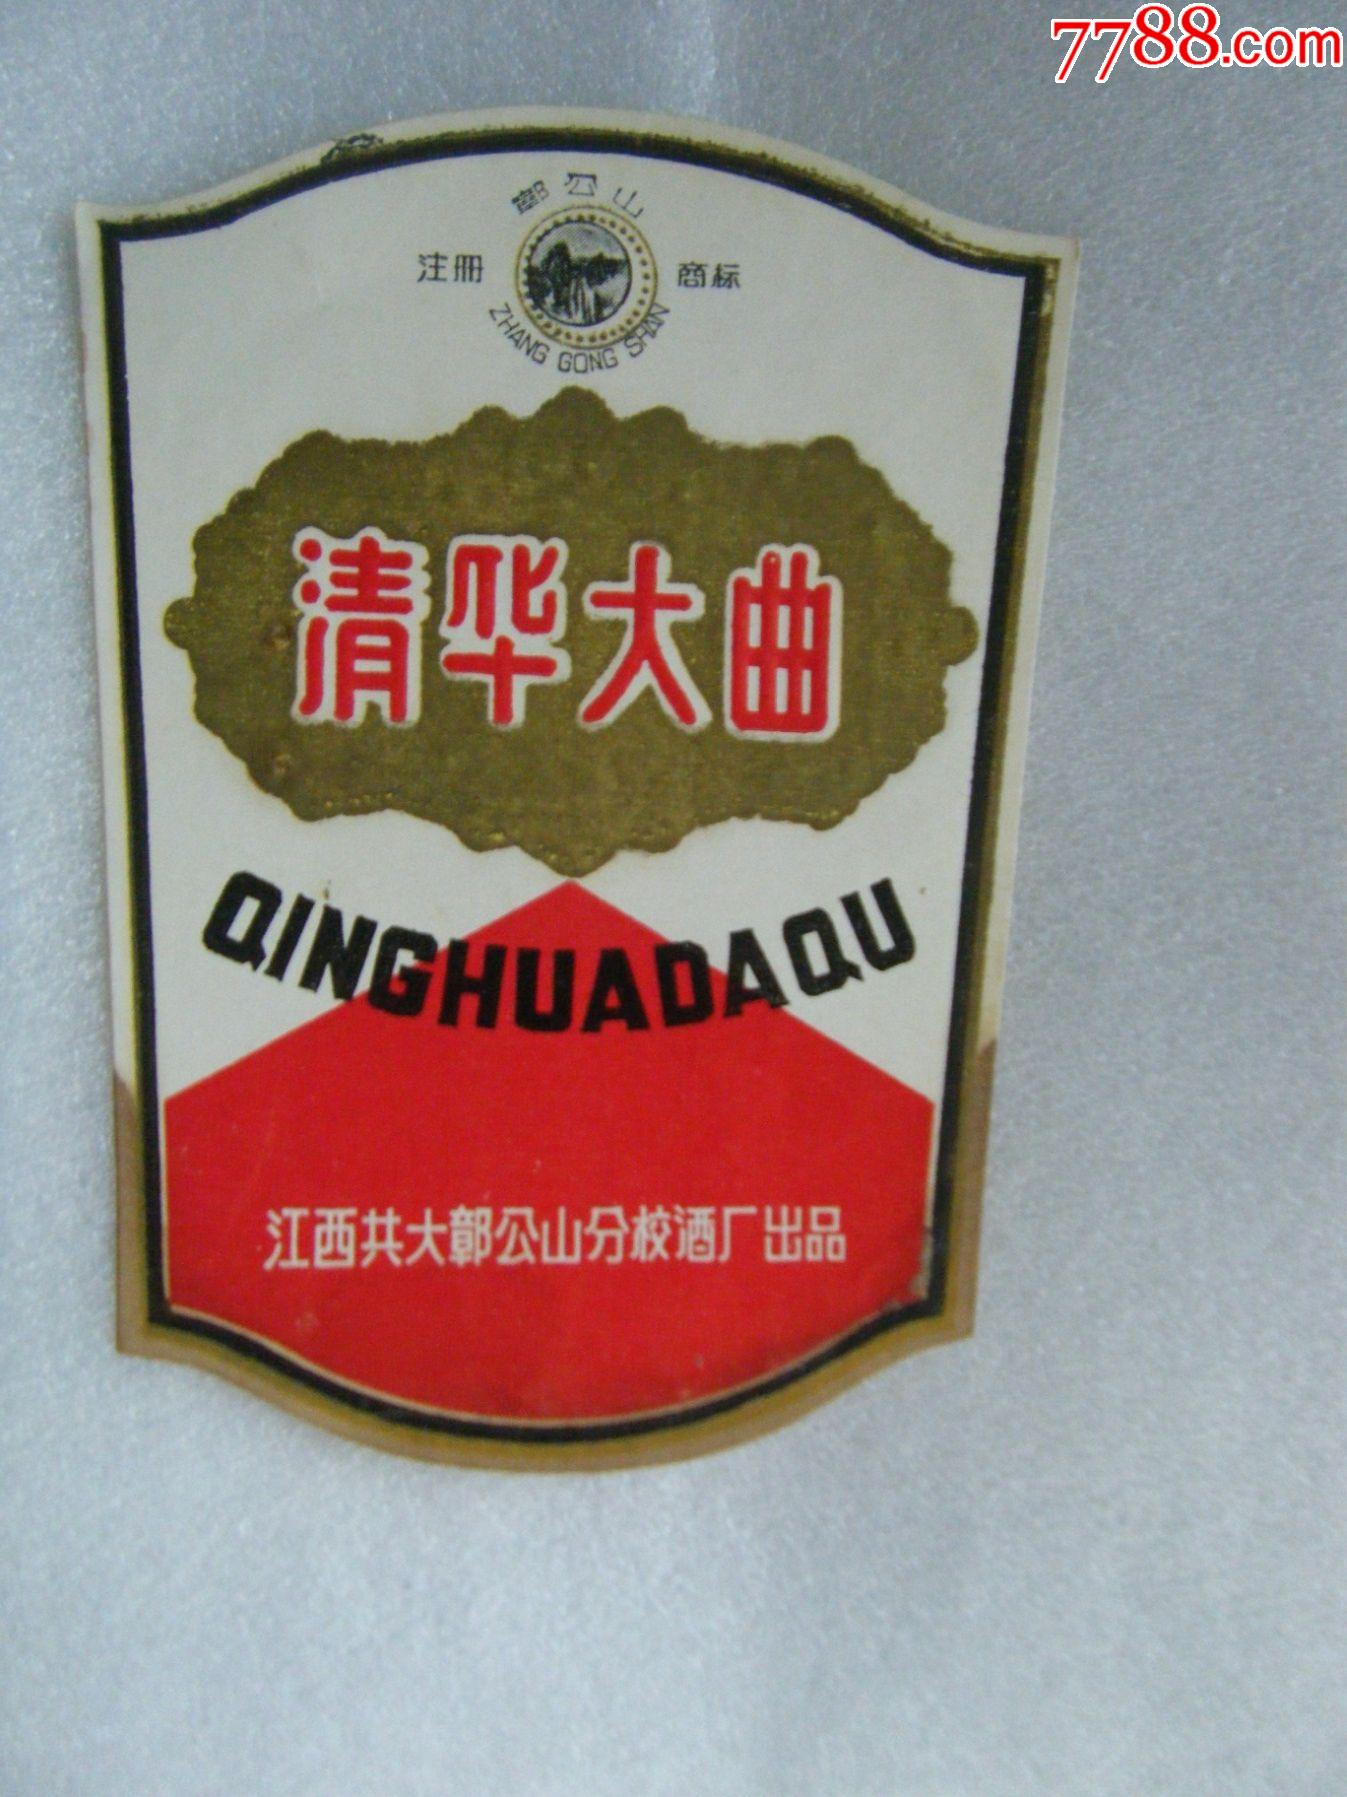 7788.com
鄣公山
注册 商标
ZHANG GONG SHAN
清华大曲
QINGHUADAQU
江西共大鄣公山分校酒厂出品